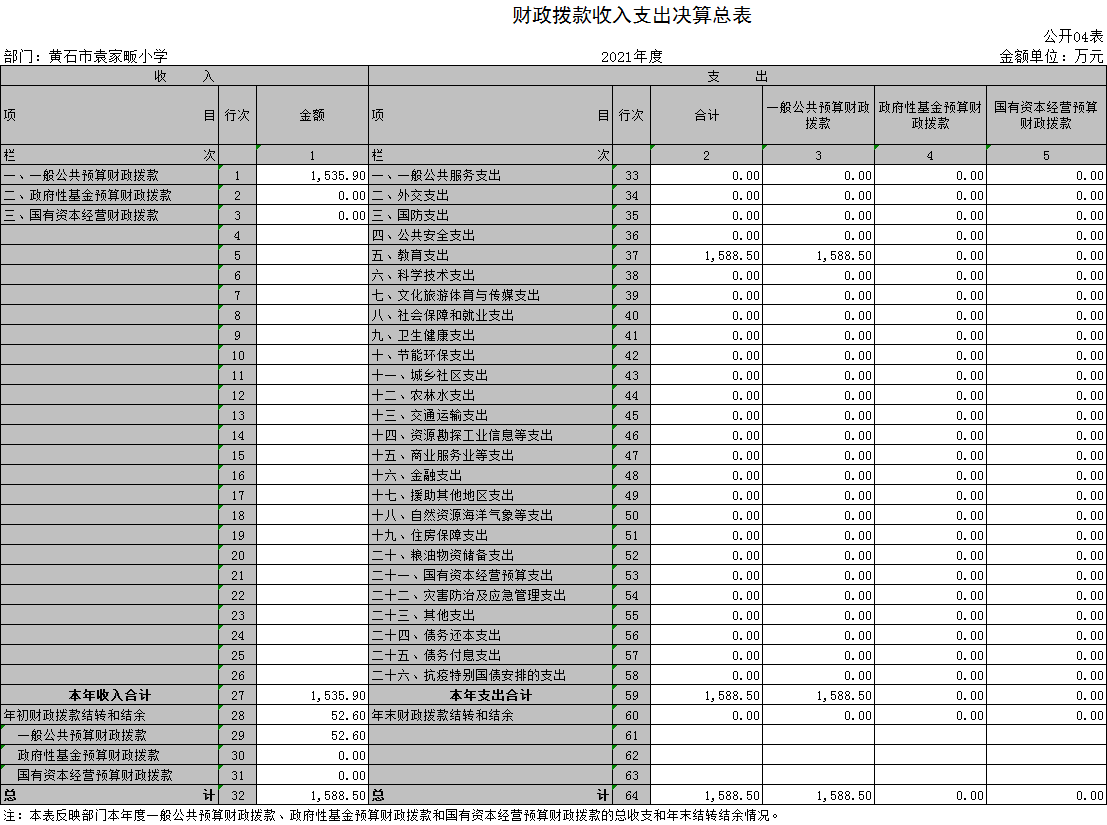 财政拨款收入支出决算总表
公开04表
部门：黄石市袁家畈小学 2021年度 金额单位：万元
收 入 支 出
项 目 行次 金额 项 目 行次 合计 一般公共预算财政拨款 政府性基金预算财政拨款 国有资本经营预算财政拨款
栏 次 1 栏 次 2 3 4 5
一、一般公共预算财政拨款 1 1,535.90 一、一般公共服务支出 33 0.00 0.00 0.00 0.00
二、政府性基金预算财政拨款 2 0.00 二、外交支出 34 0.00 0.00 0.00 0.00
三、国有资本经营财政拨款 3 0.00 三、国防支出 35 0.00 0.00 0.00 0.00
4 四、公共安全支出 36 0.00 0.00 0.00 0.00
5 五、教育支出 37 1,588.50 1,588.50 0.00 0.00
6 六、科学技术支出 38 0.00 0.00 0.00 0.00
7 七、文化旅游体育与传媒支出 39 0.00 0.00 0.00 0.00
8 八、社会保障和就业支出 40 0.00 0.00 0.00 0.00
9 九、卫生健康支出 41 0.00 0.00 0.00 0.00
10 十、节能环保支出 42 0.00 0.00 0.00 0.00
11 十一、城乡社区支出 43 0.00 0.00 0.00 0.00
12 十二、农林水支出 44 0.00 0.00 0.00 0.00
13 十三、交通运输支出 45 0.00 0.00 0.00 0.00
14 十四、资源勘探工业信息等支出 46 0.00 0.00 0.00 0.00
15 十五、商业服务业等支出 47 0.00 0.00 0.00 0.00
16 十六、金融支出 48 0.00 0.00 0.00 0.00
17 十七、援助其他地区支出 49 0.00 0.00 0.00 0.00
18 十八、自然资源海洋气象等支出 50 0.00 0.00 0.00 0.00
19 十九、住房保障支出 51 0.00 0.00 0.00 0.00
20 二十、粮油物资储备支出 52 0.00 0.00 0.00 0.00
21 二十一、国有资本经营预算支出 53 0.00 0.00 0.00 0.00
22 二十二、灾害防治及应急管理支出 54 0.00 0.00 0.00 0.00
23 二十三、其他支出 55 0.00 0.00 0.00 0.00
24 二十四、债务还本支出 56 0.00 0.00 0.00 0.00
25 二十五、债务付息支出 57 0.00 0.00 0.00 0.00
26 二十六、抗疫特别国债安排的支出 58 0.00 0.00 0.00 0.00
本年收入合计 27 1,535.90 本年支出合计 59 1,588.50 1,588.50 0.00 0.00
年初财政拨款结转和结余 28 52.60 年末财政拨款结转和结余 60 0.00 0.00 0.00 0.00
一般公共预算财政拨款 29 52.60 61
政府性基金预算财政拨款 30 0.00 62
国有资本经营预算财政拨款 31 0.00 63
总 计 32 1,588.50 总 计 64 1,588.50 1,588.50 0.00 0.00
注：本表反映部门本年度一般公共预算财政拨款、政府性基金预算财政拨款和国有资本经营预算财政拨款的总收支和年末结转结余情况。